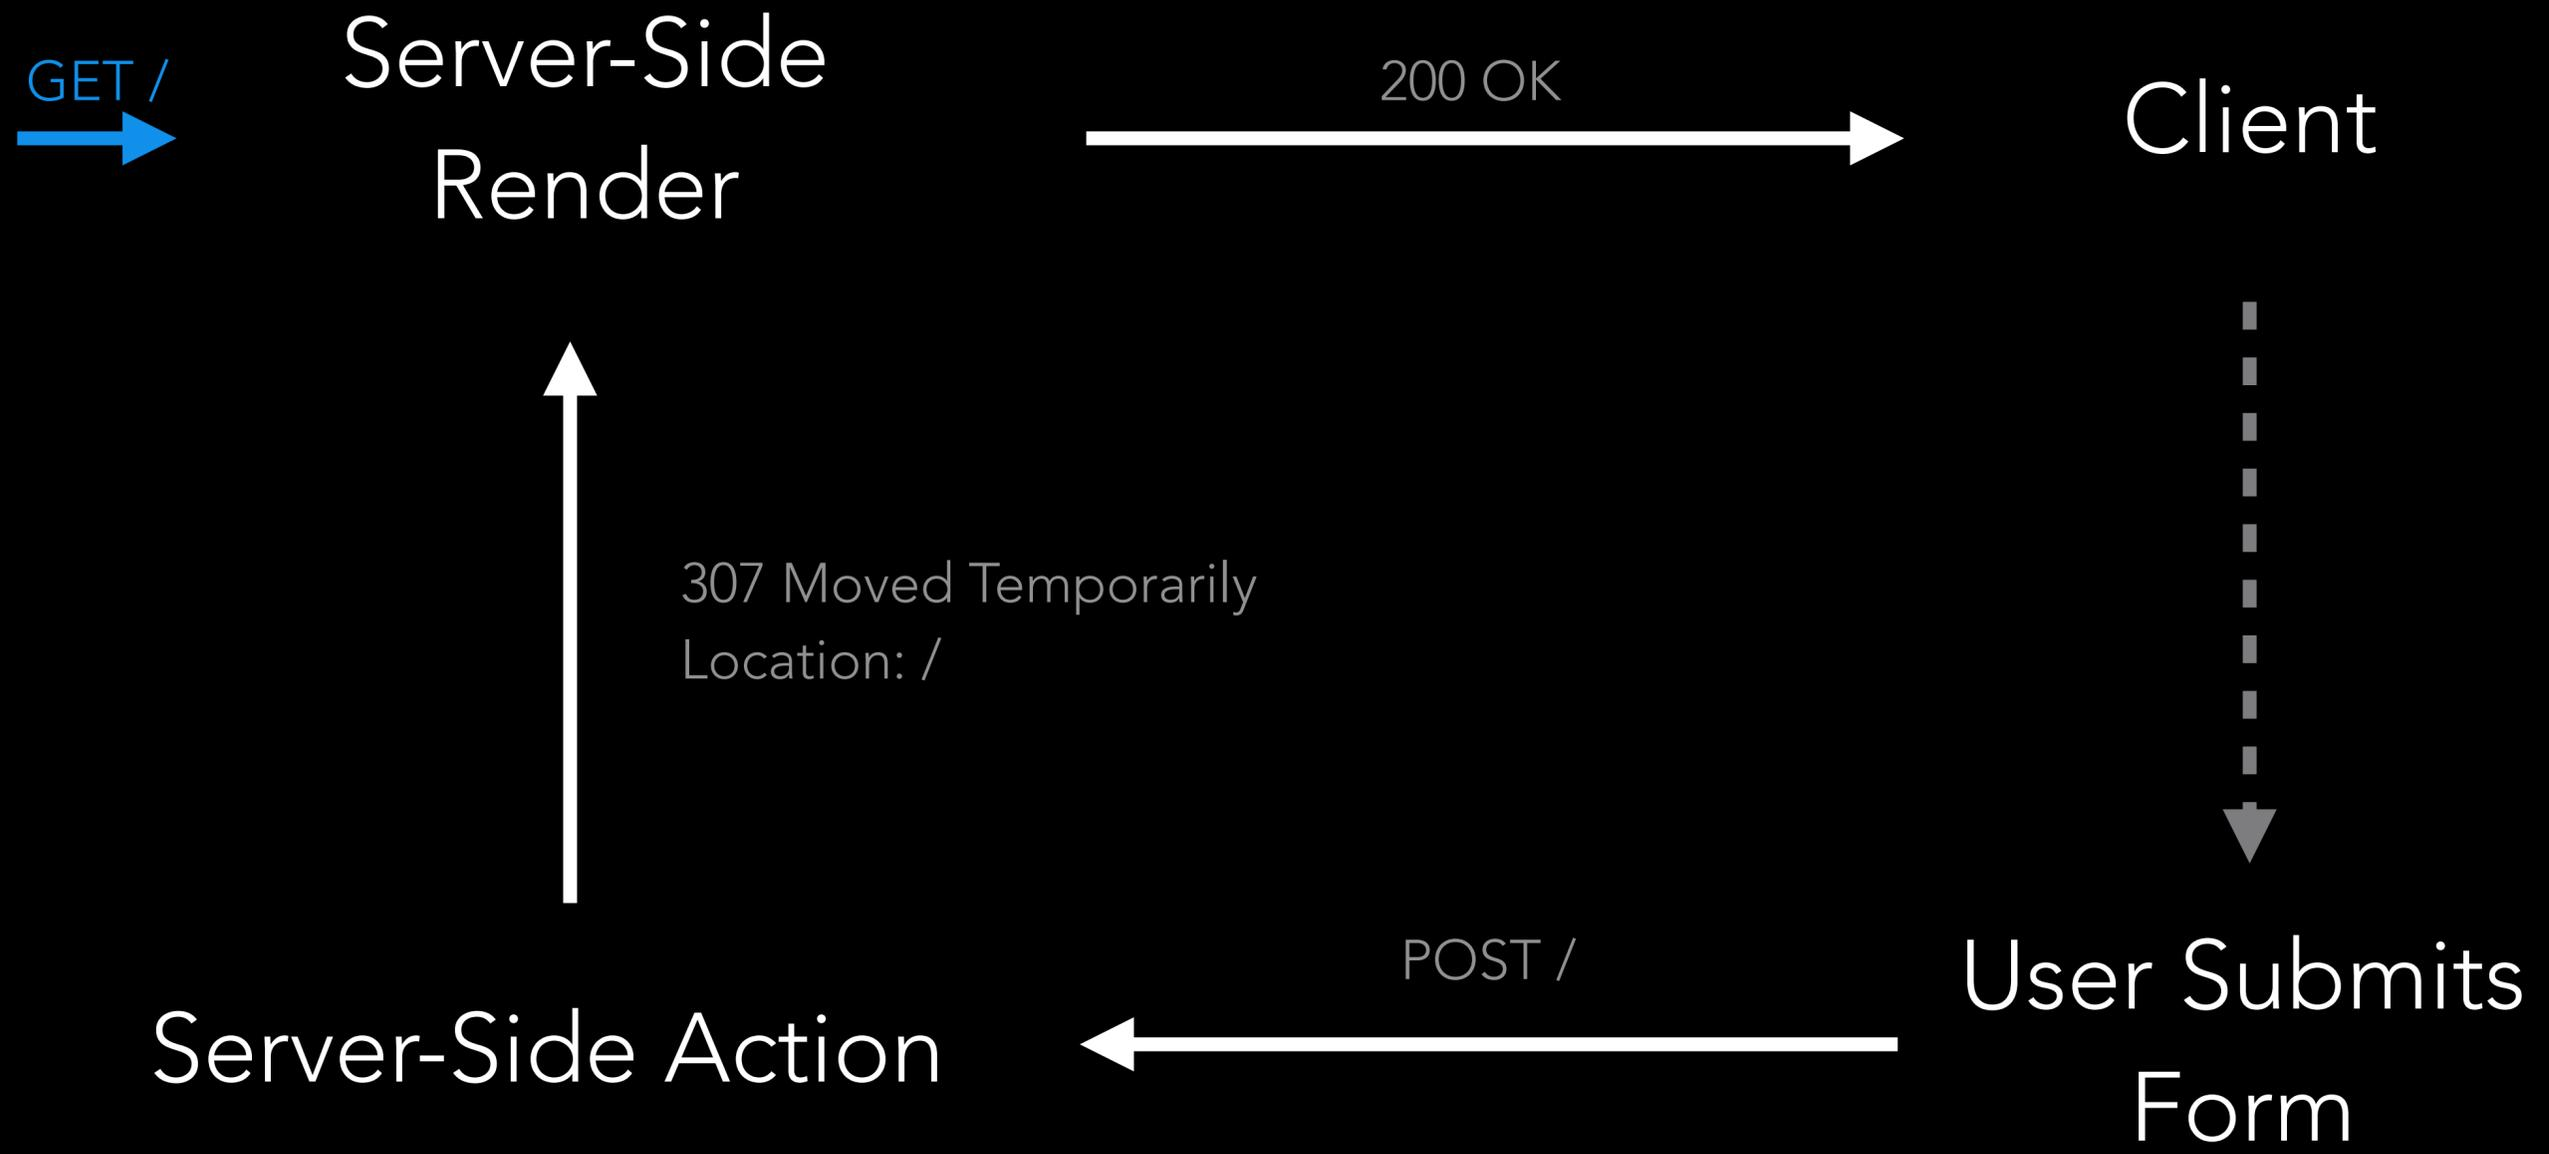 GET /
Server-Side
Render
200 OK
Client
307 Moved Temporarily
Location: /
POST /
User Submits
Form
Server-Side Action